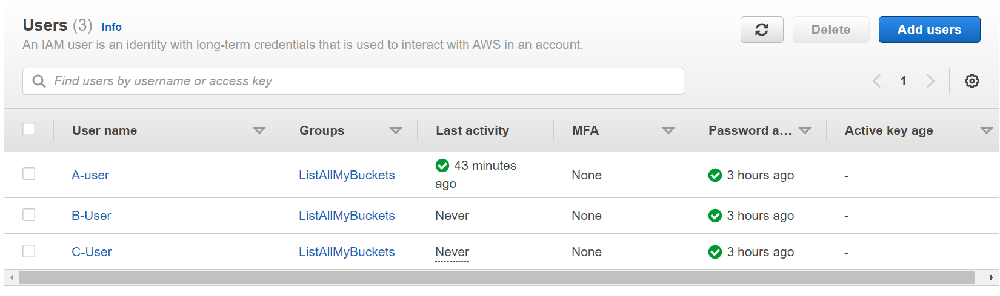 Users (3) Info
An IAM user is an identity with long-term credentials that is used to interact with AWS in an account.
Delete
Add users
Find users by username or access key
1
User name Groups Last activity MFA Password a... Active key age
A-user ListAllMyBuckets 43 minutes ago None 3 hours ago -
B-User ListAllMyBuckets Never None 3 hours ago -
C-User ListAllMyBuckets Never None 3 hours ago -